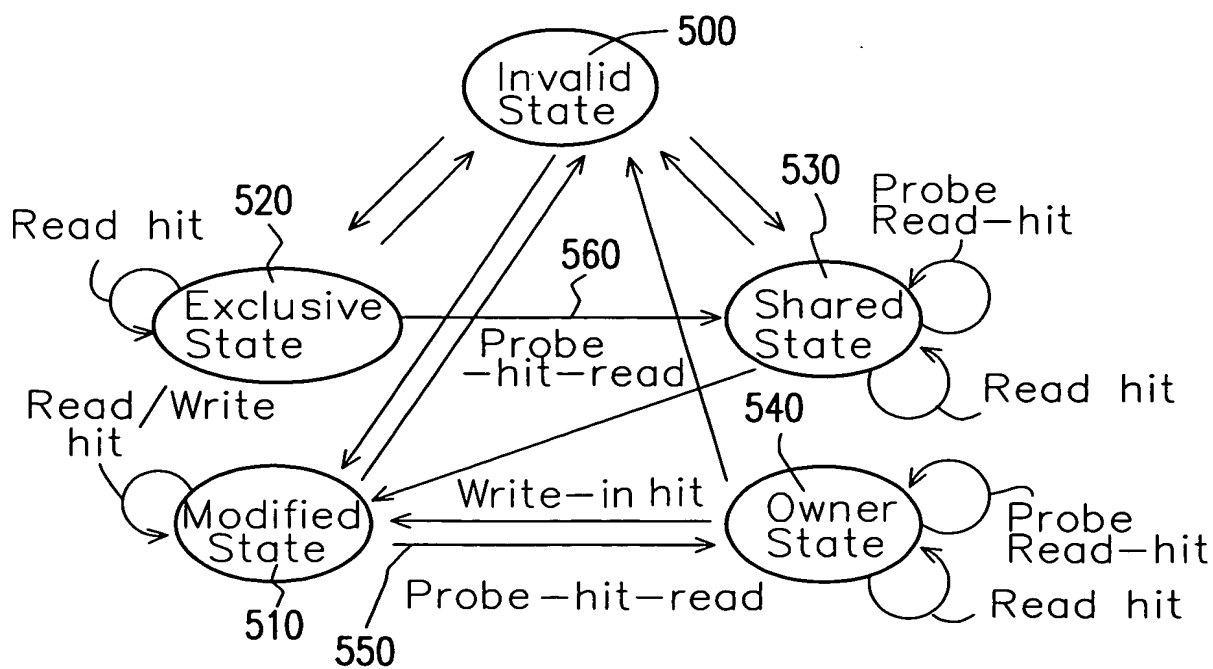 500
Invalid
State
530
Probe
Read-hit
520
Read hit
560
Exclusive
State
Shared
State
Probe
-hit-read
Read hit
Read/Write
hit
540
Write-in hit
Modified
State
Owner
State
Probe
Read-hit
Probe-hit-read
Read hit
510
550